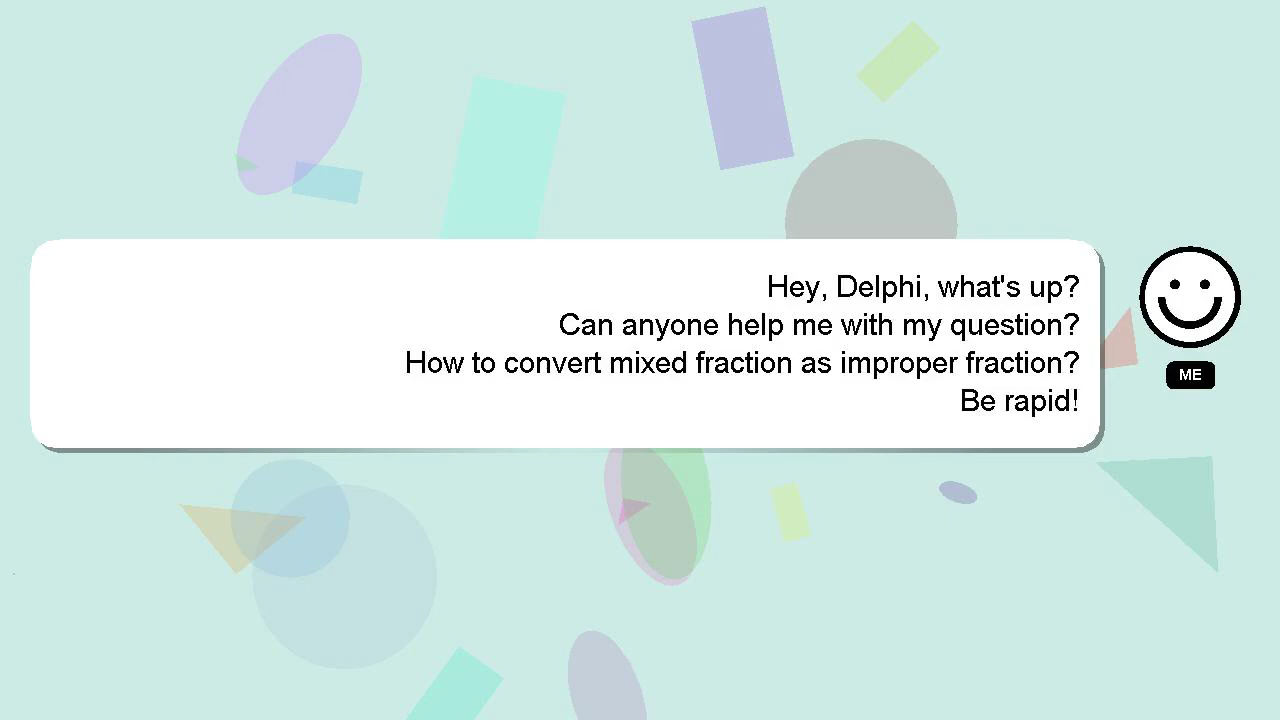 Hey, Delphi, what's up?
Can anyone help me with my question?
How to convert mixed fraction as improper fraction?
Be rapid!
ME